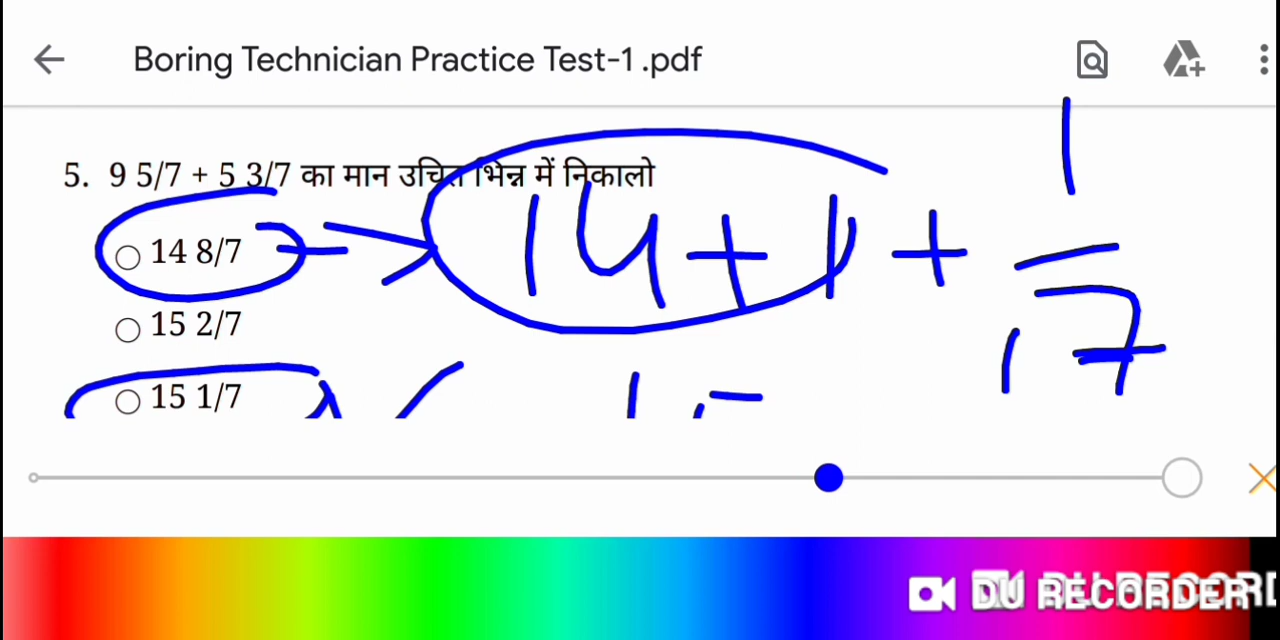 Boring Technician Practice Test-1 .pdf
5. 9 5/7 + 5 3/7 का मान उचित भिन्न में निकालो
14 8/7
14 + 1 + 1/7
15 2/7
15 1/7
DU RECORDER